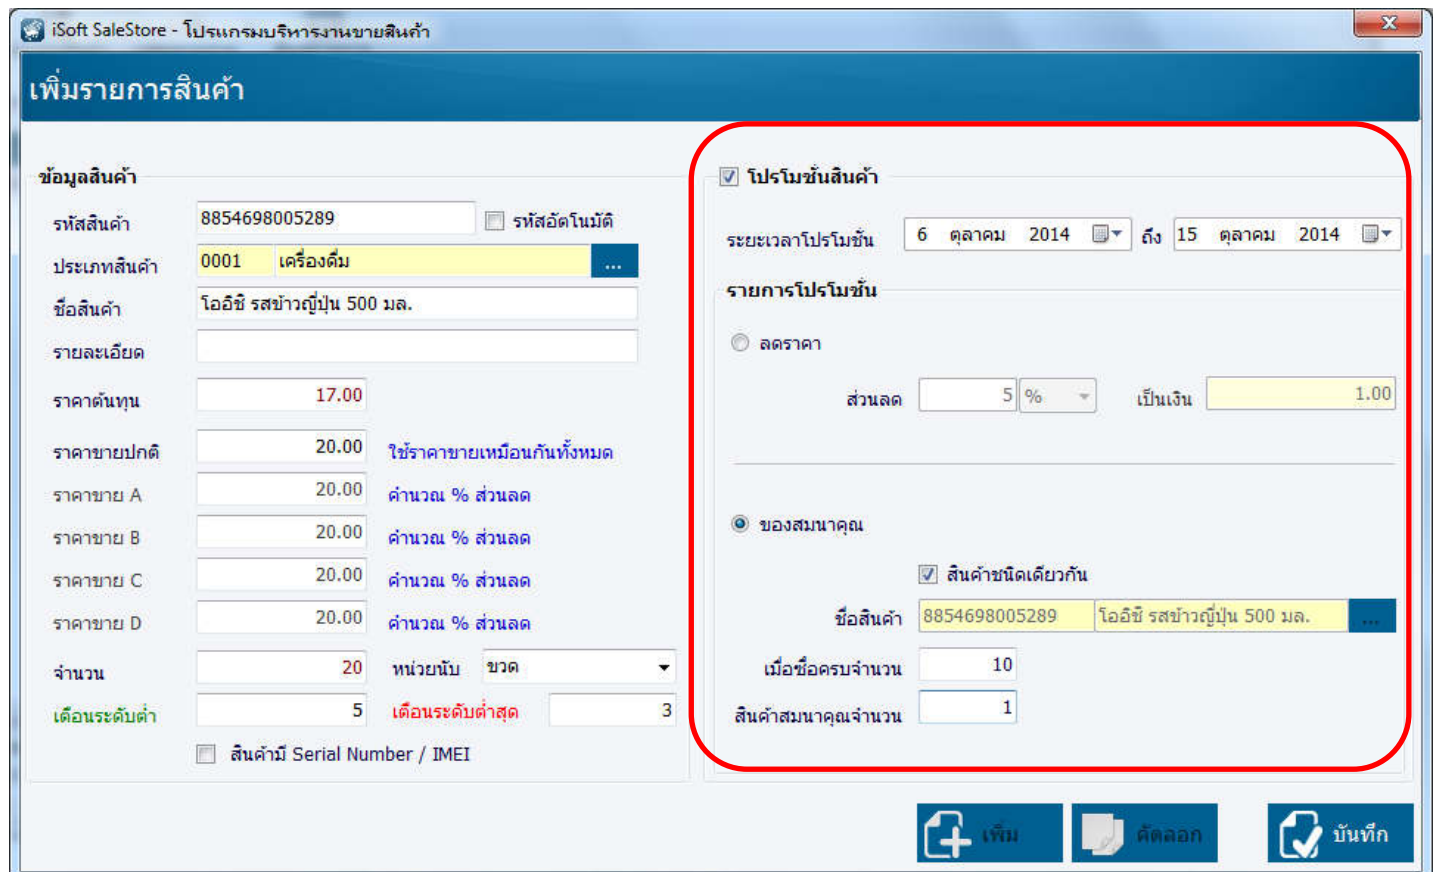 iSoft SaleStore - โปรแกรมบริหารงานขายสินค้า
X
เพิ่มรายการสินค้า
ข้อมูลสินค้า
รหัสสินค้า 8854698005289 รหัสอัตโนมัติ
ประเภทสินค้า 0001 เครื่องดื่ม ...
ชื่อสินค้า โออิชิ รสข้าวญี่ปุ่น 500 มล.
รายละเอียด
ราคาต้นทุน 17.00
ราคาขายปกติ 20.00 ใช้ราคาขายเหมือนกันทั้งหมด
ราคาขาย A 20.00 คำนวณ % ส่วนลด
ราคาขาย B 20.00 คำนวณ % ส่วนลด
ราคาขาย C 20.00 คำนวณ % ส่วนลด
ราคาขาย D 20.00 คำนวณ % ส่วนลด
จำนวน 20 หน่วยนับ ขวด
เตือนระดับต่ำ 5 เตือนระดับต่ำสุด 3
สินค้ามี Serial Number / IMEI
โปรโมชั่นสินค้า
ระยะเวลาโปรโมชั่น 6 ตุลาคม 2014 ถึง 15 ตุลาคม 2014
รายการโปรโมชั่น
ลดราคา
ส่วนลด 5 % เป็นเงิน 1.00
ของสมนาคุณ
สินค้าชนิดเดียวกัน
ชื่อสินค้า 8854698005289 โออิชิ รสข้าวญี่ปุ่น 500 มล. ...
เมื่อซื้อครบจำนวน 10
สินค้าสมนาคุณจำนวน 1
เพิ่ม คัดลอก บันทึก